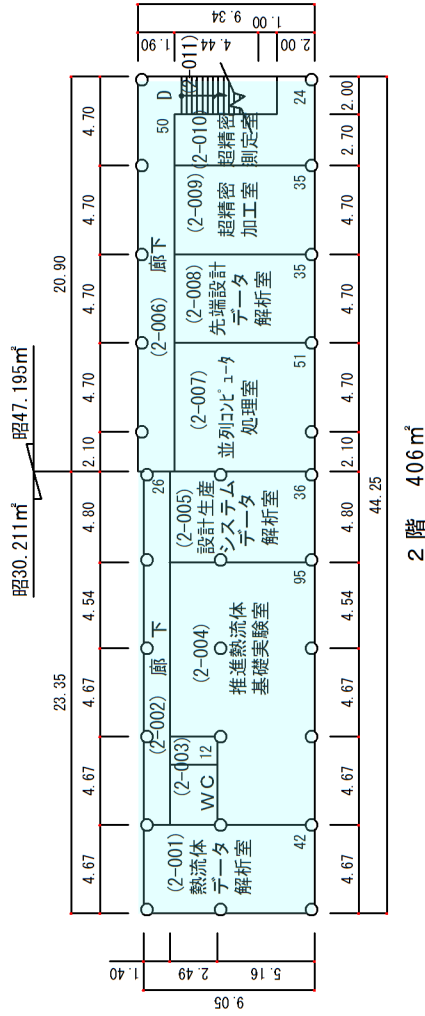 昭30. 211㎡
昭47. 195㎡
23. 35
20. 90
4. 67
4. 67
4. 67
4. 54
4. 80
2. 10
4. 70
4. 70
4. 70
4. 70
1. 40
2. 49
5. 16
9. 05
1. 90
4. 44
1. 00
2. 00
9. 34
(2-001)
熱流体
データ
解析室
42
(2-002)
廊 下
26
(2-003)
WC
12
(2-004)
推進熱流体
基礎実験室
95
(2-005)
設計生産
システム
データ
解析室
36
(2-006)
廊下
50
(2-007)
並列コンピュータ
処理室
51
(2-008)
先端設計
データ
解析室
35
(2-009)
超精密
加工室
35
(2-010)
超精密
測定室
24
(2-011)
D
4. 67
4. 67
4. 67
4. 54
4. 80
2. 10
4. 70
4. 70
4. 70
2. 70
2. 00
44. 25
2 階 406㎡